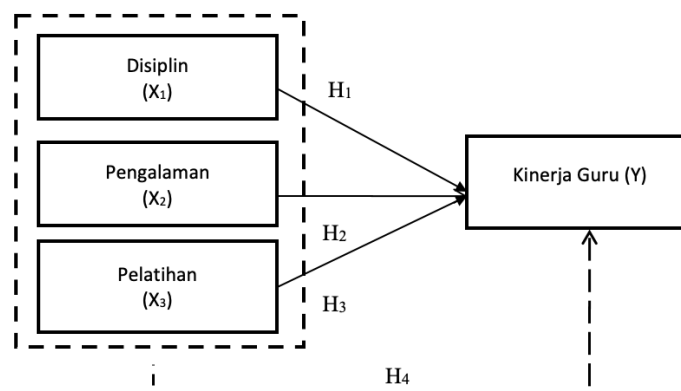 Disiplin
(X₁)
H₁
Pengalaman
(X₂)
Kinerja Guru (Y)
H₂
Pelatihan
(X₃)
H₃
H₄